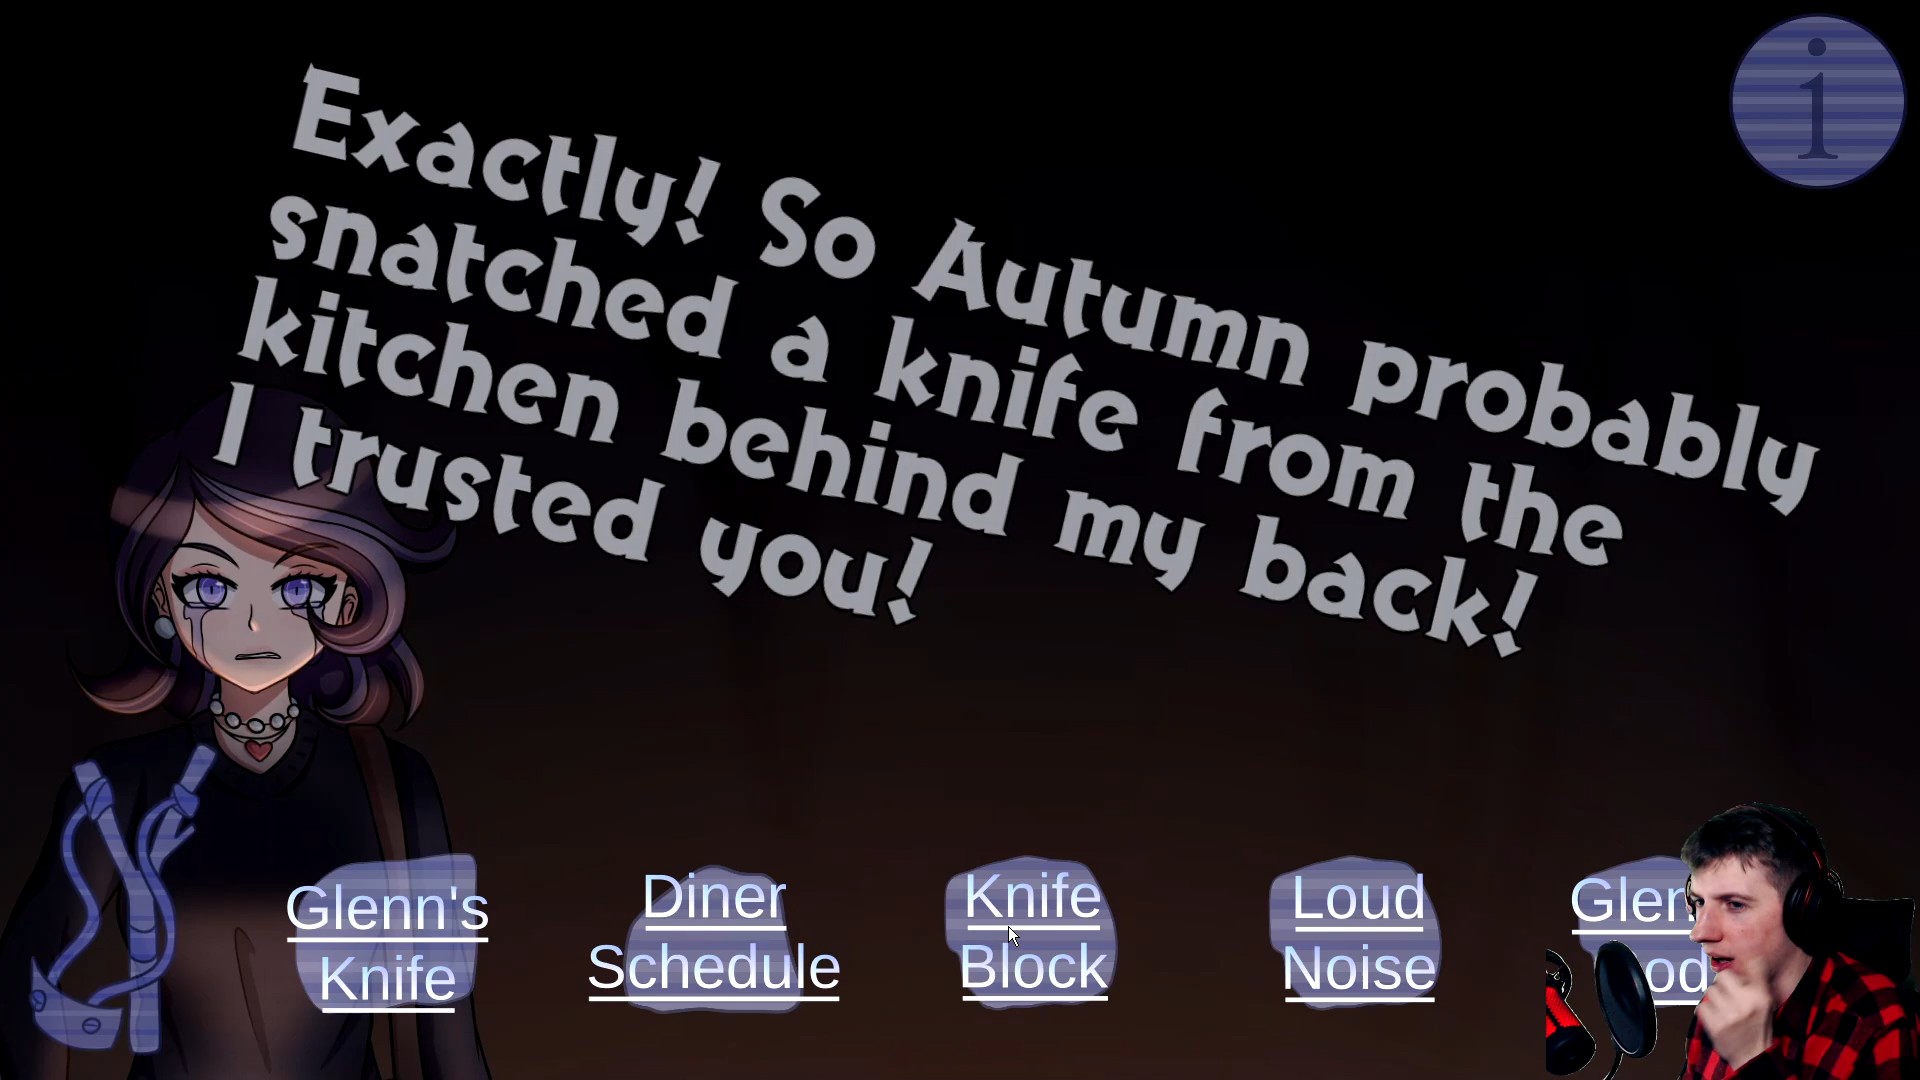 i
Exactly! So Autumn probably
snatched a knife from the
kitchen behind my back!
I trusted you!
Glenn's
Knife
Diner
Schedule
Knife
Block
Loud
Noise